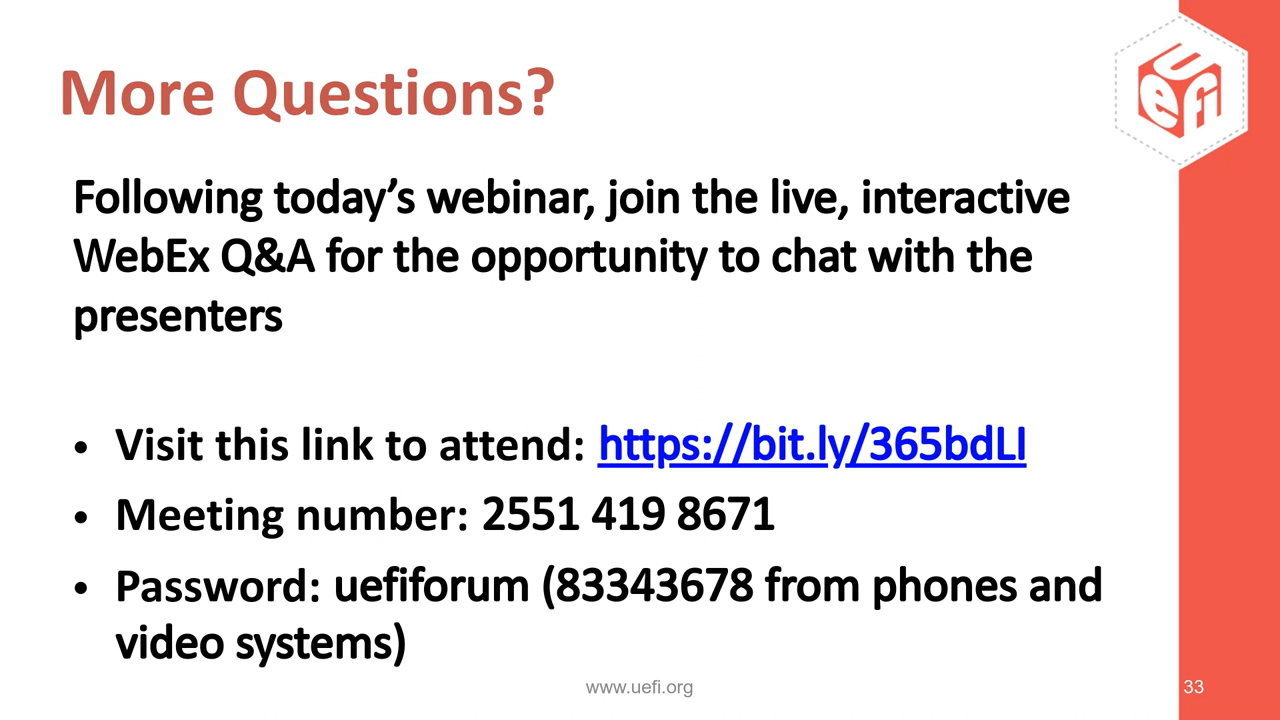 uefi
More Questions?
Following today’s webinar, join the live, interactive
WebEx Q&A for the opportunity to chat with the
presenters
• Visit this link to attend: https://bit.ly/365bdLI
• Meeting number: 2551 419 8671
• Password: uefiforum (83343678 from phones and
video systems)
www.uefi.org
33